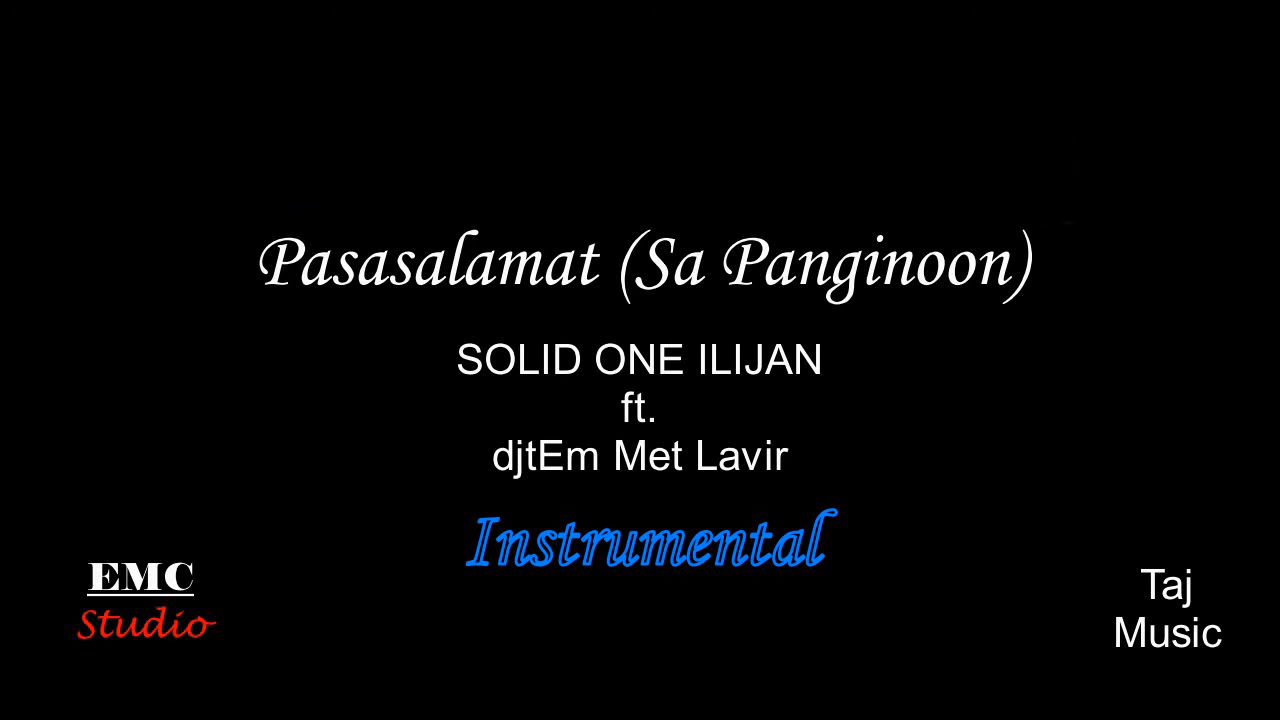 Pasasalamat (Sa Panginoon)
SOLID ONE ILIJAN
ft.
djtEm Met Lavir
Instrumental
EMC
Studio
Taj
Music